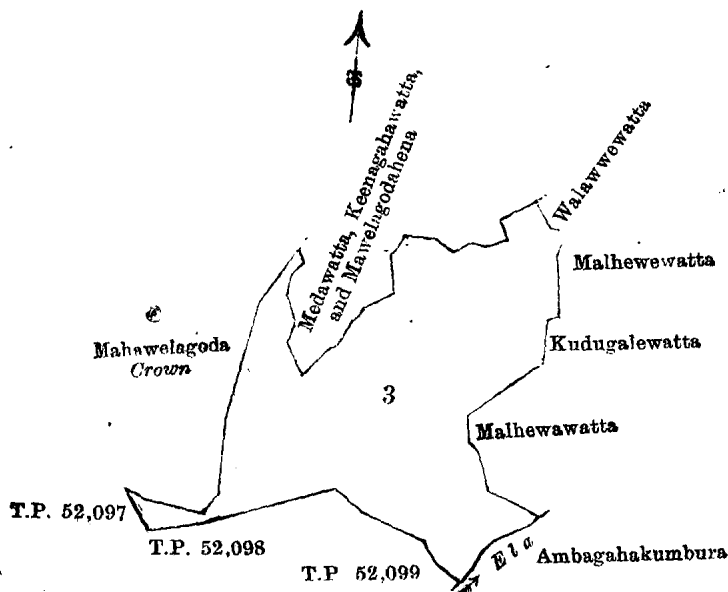 Medawatta, Keenagahawatta,
and Mawelagodahena
Walawwewatta
Malhewewatta
Mahawelagoda
Crown
Kudugalewatta
3
Malhewawatta
T.P. 52,097
T.P. 52,098
T.P 52,099
Ela
Ambagahakumbura